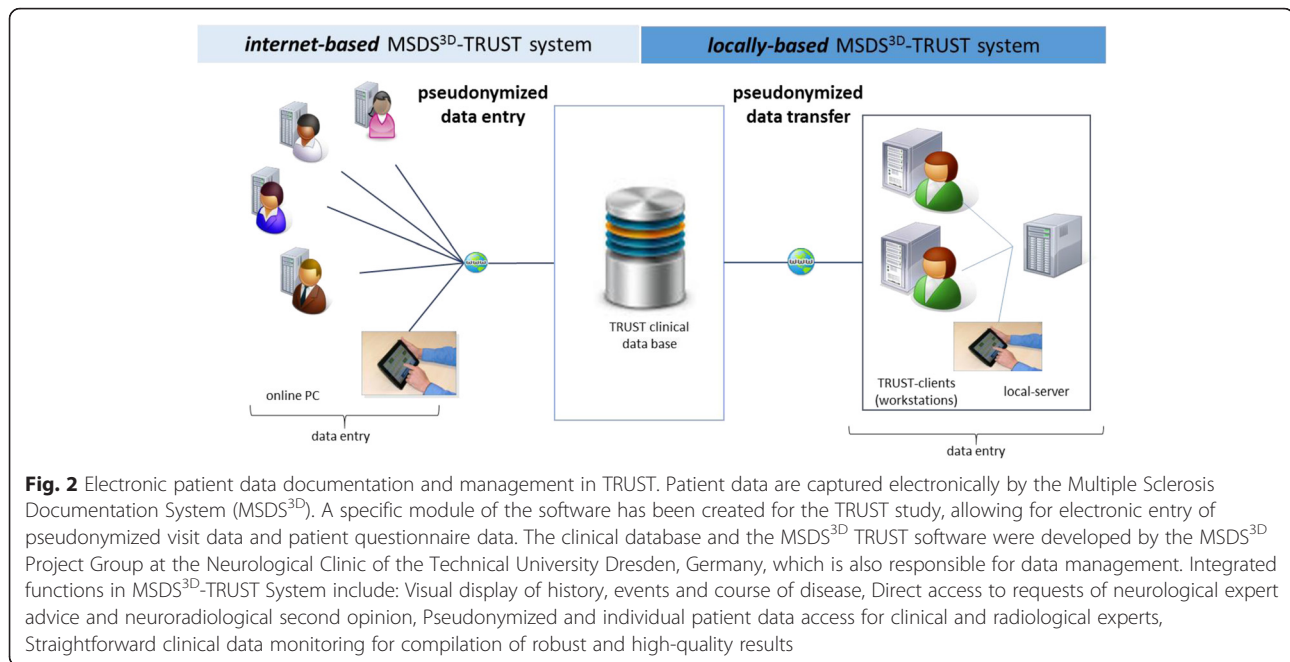 internet-based MSDS3D-TRUST system
locally-based MSDS3D-TRUST system
pseudonymized
data entry
pseudonymized
data transfer
TRUST clinical
data base
online PC
data entry
TRUST-clients
(workstations)
local-server
data entry
Fig. 2 Electronic patient data documentation and management in TRUST. Patient data are captured electronically by the Multiple Sclerosis
Documentation System (MSDS3D). A specific module of the software has been created for the TRUST study, allowing for electronic entry of
pseudonymized visit data and patient questionnaire data. The clinical database and the MSDS3D TRUST software were developed by the MSDS3D
Project Group at the Neurological Clinic of the Technical University Dresden, Germany, which is also responsible for data management. Integrated
functions in MSDS3D-TRUST System include: Visual display of history, events and course of disease, Direct access to requests of neurological expert
advice and neuroradiological second opinion, Pseudonymized and individual patient data access for clinical and radiological experts,
Straightforward clinical data monitoring for compilation of robust and high-quality results